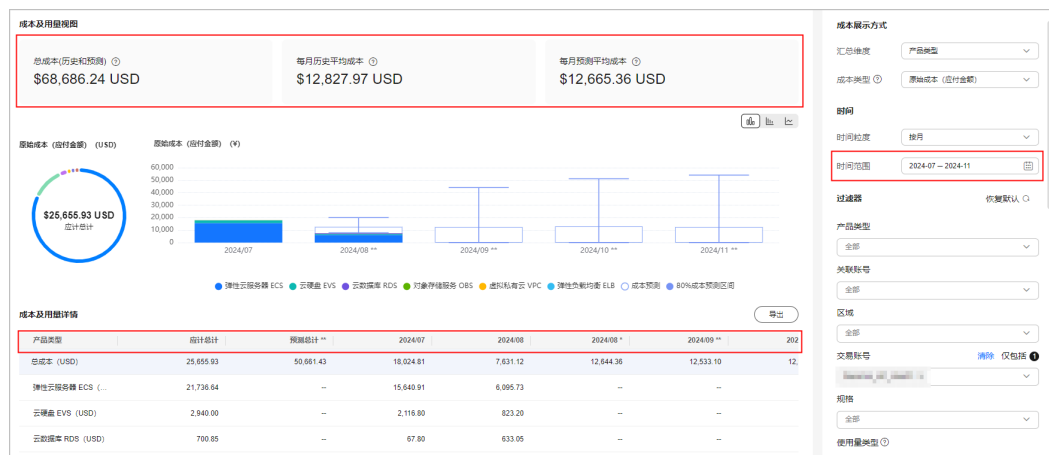 成本及用量视图
总成本(历史和预测)
$68,686.24 USD
每月历史平均成本
$12,827.97 USD
每月预测平均成本
$12,665.36 USD
原始成本（应付金额）（USD）
$25,655.93 USD
应计总计
原始成本（应付金额）（¥）
60,000
50,000
40,000
30,000
20,000
10,000
0
2024/07
2024/08 **
2024/09 **
2024/10 **
2024/11 **
弹性云服务器 ECS 云硬盘 EVS 云数据库 RDS 对象存储服务 OBS 虚拟私有云 VPC 弹性负载均衡 ELB 成本预测 80%成本预测区间
成本及用量详情
导出
产品类型 应计总计 预测总计 ** 2024/07 2024/08 2024/08 * 2024/09 ** 202
总成本（USD） 25,655.93 50,661.43 18,024.81 7,631.12 12,644.36 12,533.10 12,
弹性云服务器 ECS（... 21,736.64 -- 15,640.91 6,095.73 -- --
云硬盘 EVS（USD） 2,940.00 -- 2,116.80 823.20 -- --
云数据库 RDS（USD） 700.85 -- 67.80 633.05 -- --
成本展示方式
汇总维度 产品类型
成本类型 原始成本（应付金额）
时间
时间粒度 按月
时间范围 2024-07 -- 2024-11
过滤器 恢复默认
产品类型
全部
关联账号
全部
区域
全部
交易账号 清除 仅包括 1
规格
全部
使用量类型